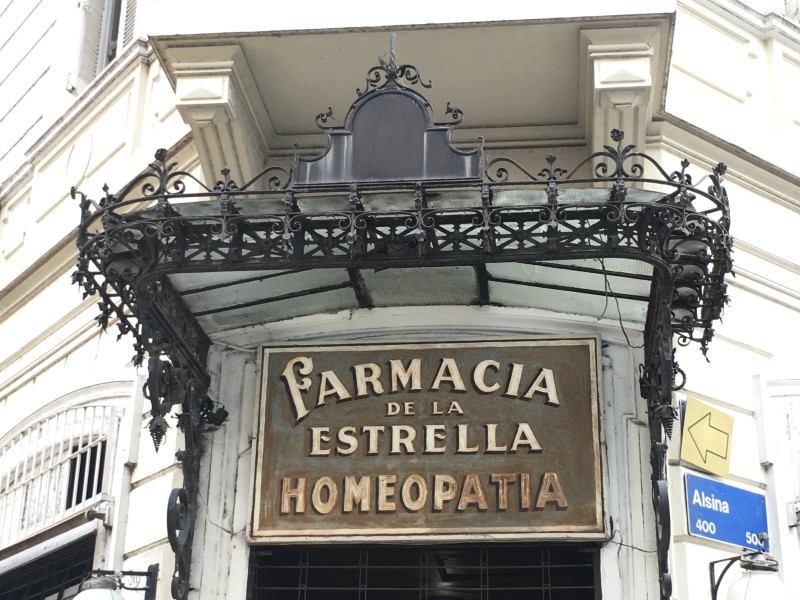 FARMACIA
DE LA
ESTRELLA
HOMEOPATIA
Alsina
400 500